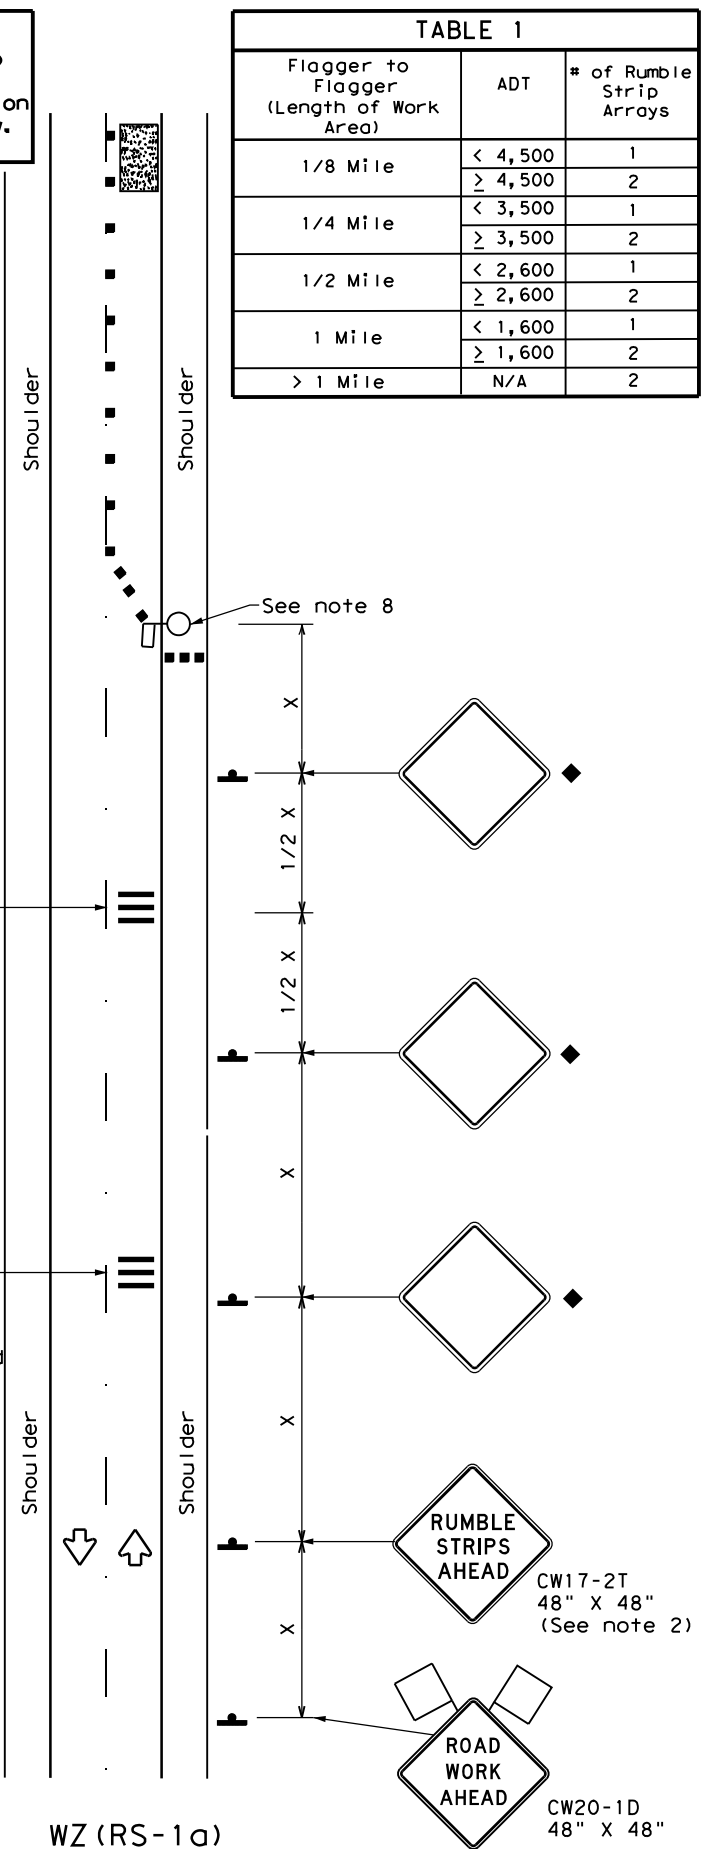 on
TABLE 1
Flagger to
Flagger
(Length of Work
Area)
ADT
# of Rumble
Strip
Arrays
1/8 Mile
< 4,500
1
≥ 4,500
2
1/4 Mile
< 3,500
1
≥ 3,500
2
1/2 Mile
< 2,600
1
≥ 2,600
2
1 Mile
< 1,600
1
≥ 1,600
2
> 1 Mile
N/A
2
Shoulder
Shoulder
See note 8
X
1/2 X
1/2 X
X
X
X
Shoulder
Shoulder
RUMBLE
STRIPS
AHEAD
CW17-2T
48" X 48"
(See note 2)
ROAD
WORK
AHEAD
CW20-1D
48" X 48"
WZ(RS-1a)